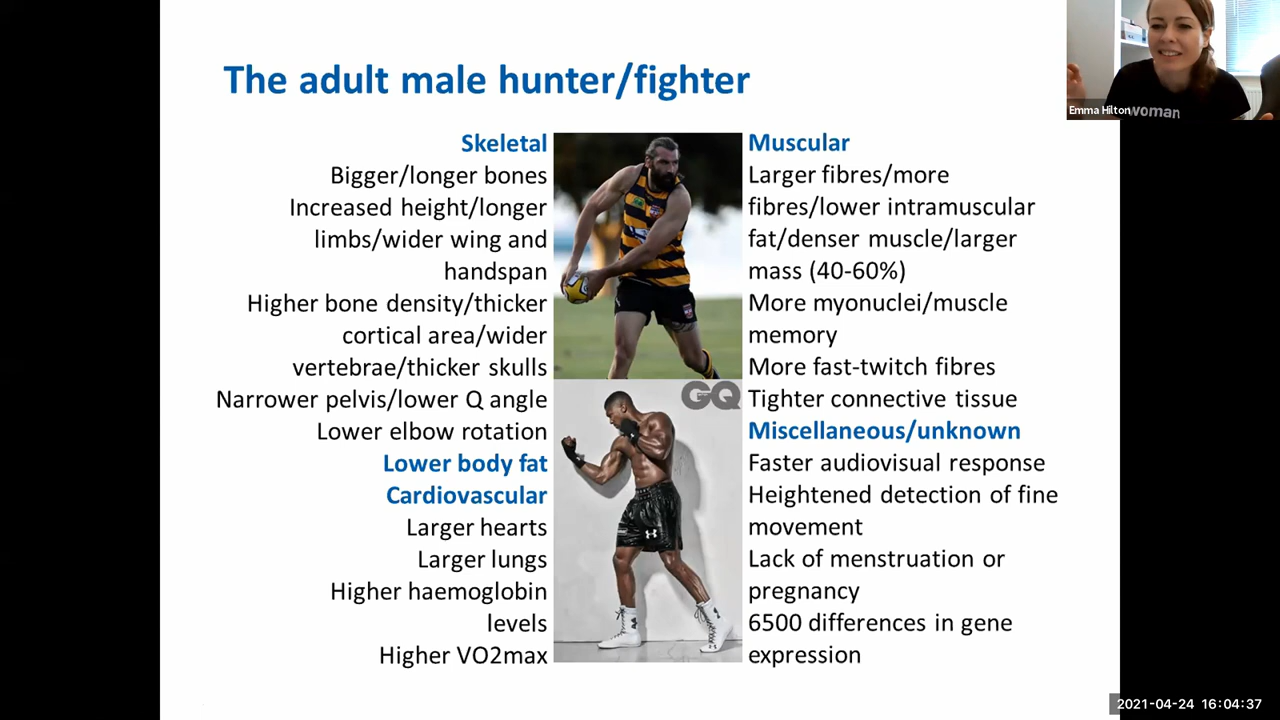 The adult male hunter/fighter
Skeletal
Bigger/longer bones
Increased height/longer
limbs/wider wing and
handspan
Higher bone density/thicker
cortical area/wider
vertebrae/thicker skulls
Narrower pelvis/lower Q angle
Lower elbow rotation
Lower body fat
Cardiovascular
Larger hearts
Larger lungs
Higher haemoglobin
levels
Higher VO2max
GQ
Muscular
Larger fibres/more
fibres/lower intramuscular
fat/denser muscle/larger
mass (40-60%)
More myonuclei/muscle
memory
More fast-twitch fibres
Tighter connective tissue
Miscellaneous/unknown
Faster audiovisual response
Heightened detection of fine
movement
Lack of menstruation or
pregnancy
6500 differences in gene
expression
Emma Hilton
woman
2021-04-24 16:04:37